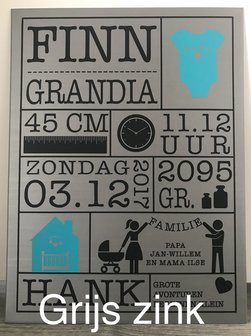 FINN
GRANDIA
45 CM
11.12
UUR
ZONDAG
03.12
2017
2095
GR.
FAMILIE
PAPA
JAN-WILLEM
EN MAMA ILSE
HANK
GROTE
AVONTUREN
Grijs zink